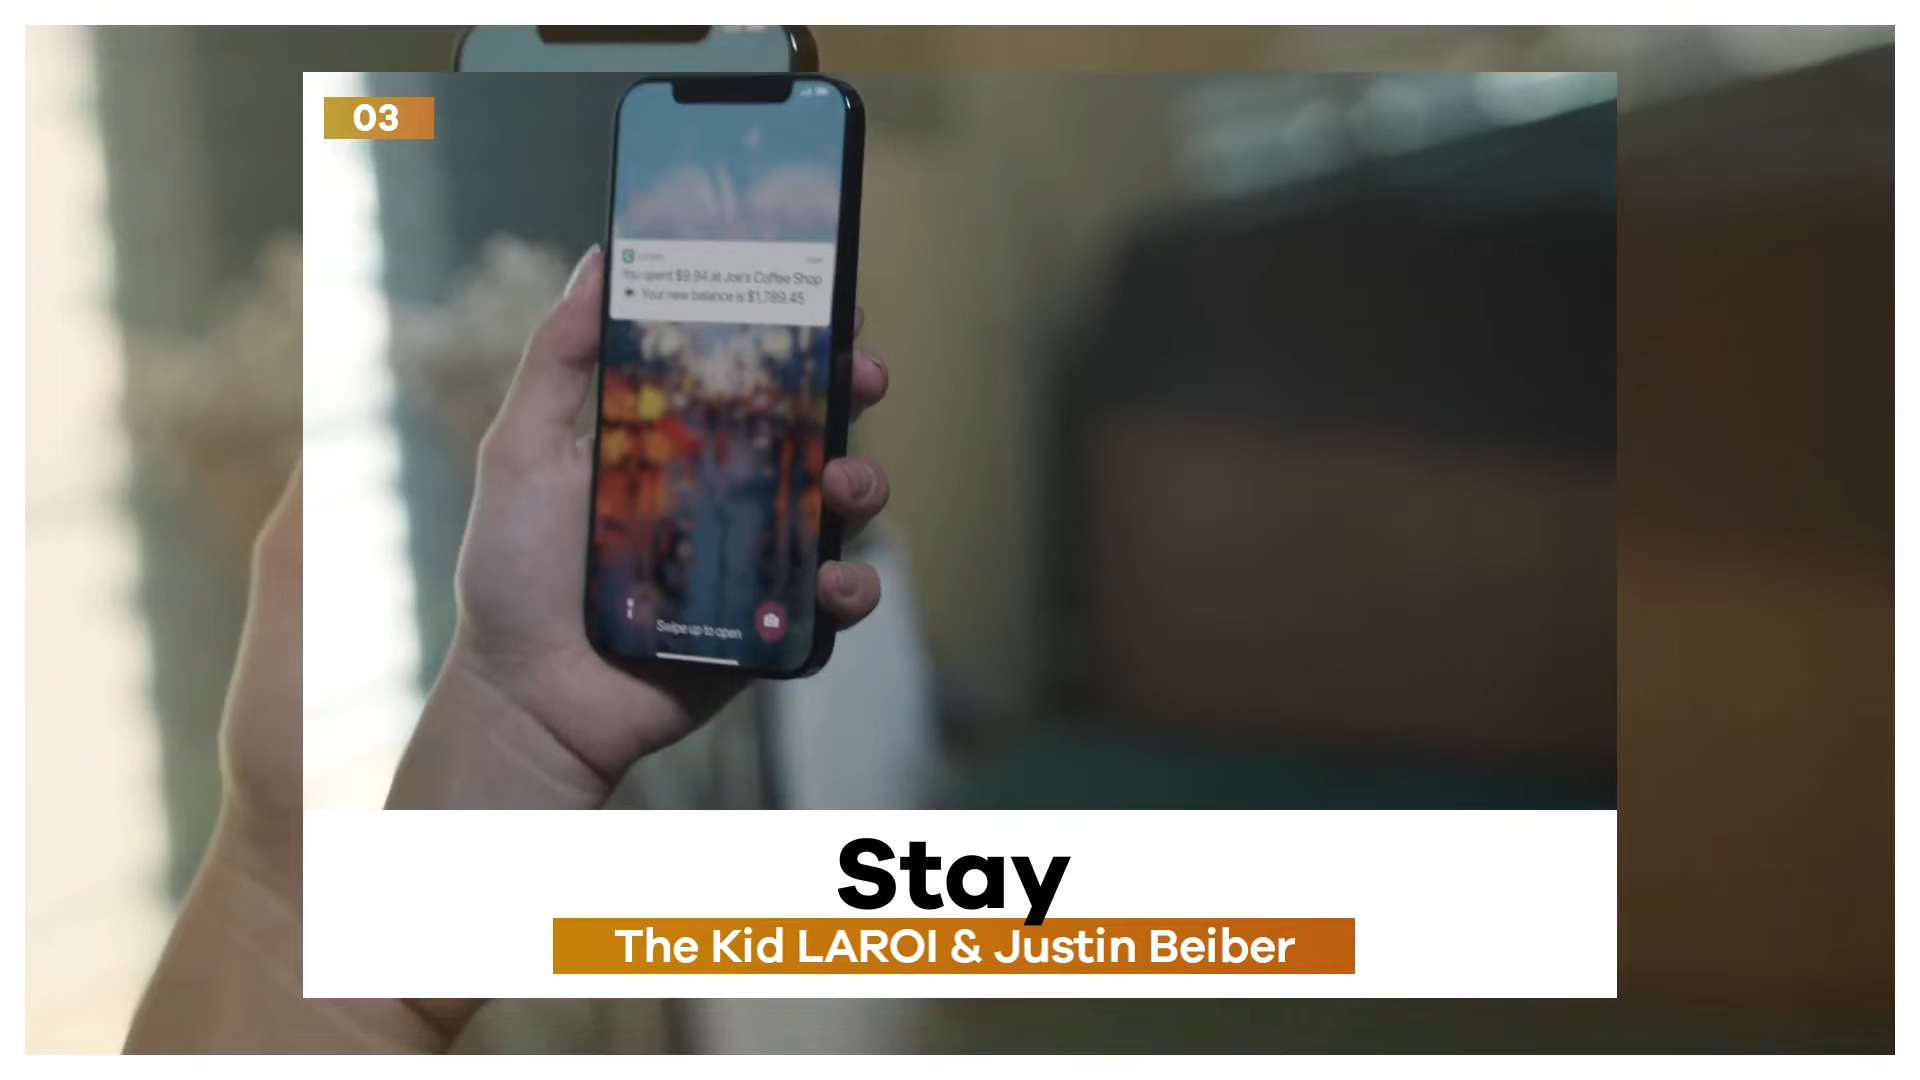 03
You spent $9.94 at Joe's Coffee Shop
Your new balance is $1,789.45
Swipe up to open
Stay
The Kid LAROI & Justin Beiber